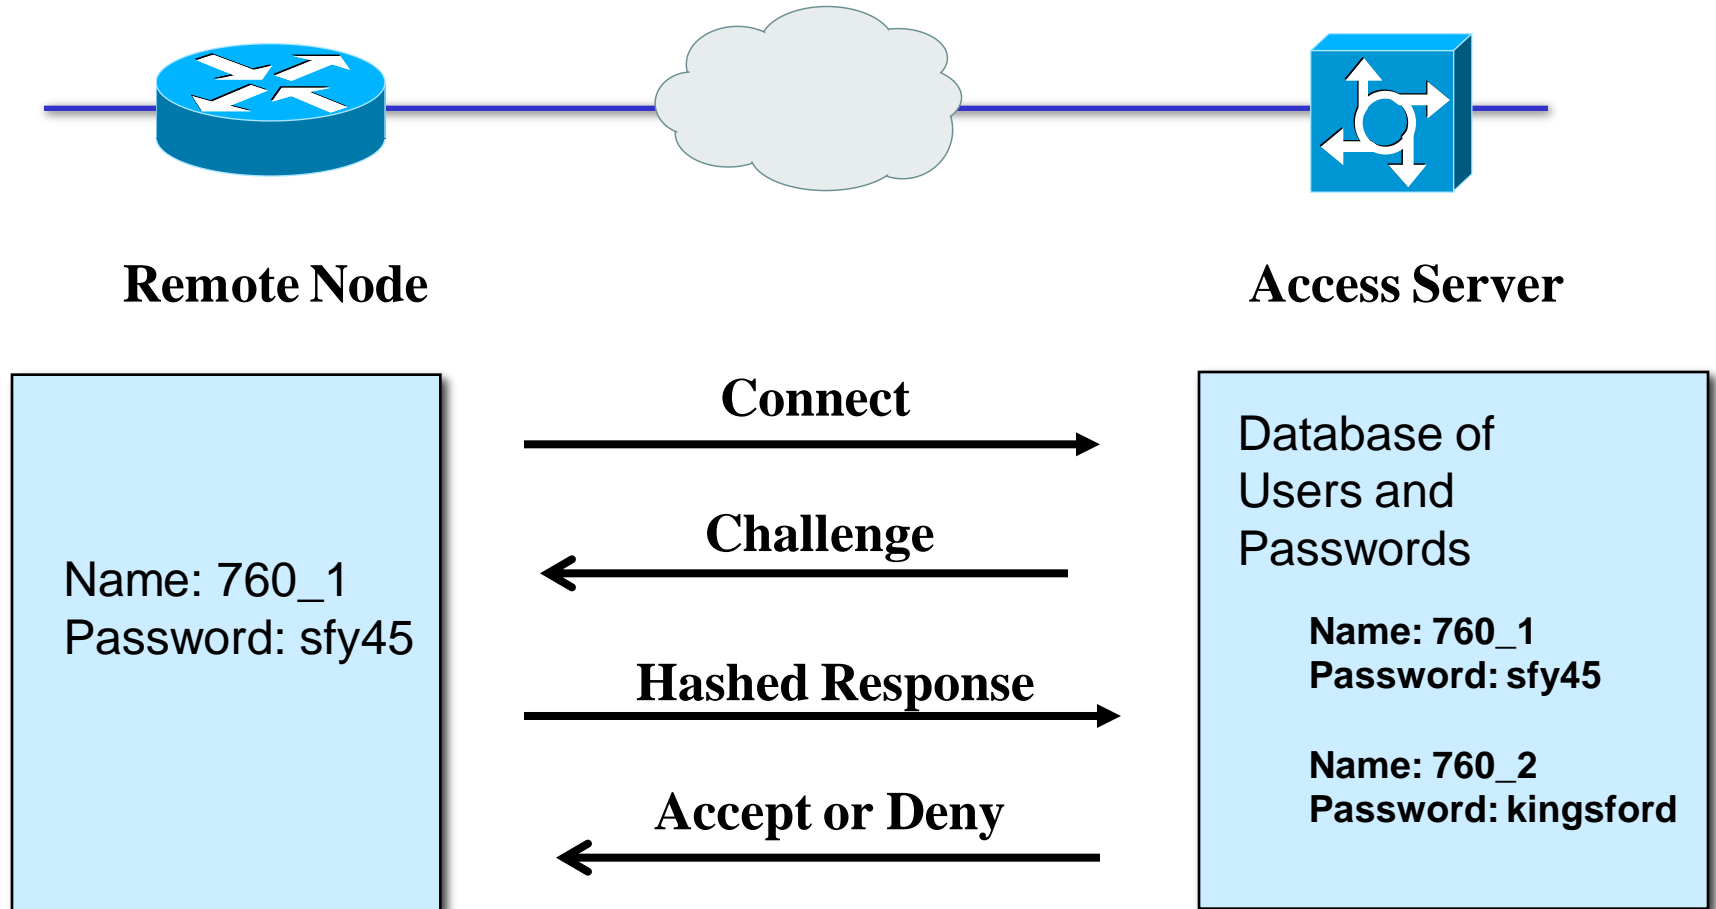 Remote Node
Access Server
Name: 760_1
Password: sfy45
Connect
Challenge
Hashed Response
Accept or Deny
Database of
Users and
Passwords
Name: 760_1
Password: sfy45
Name: 760_2
Password: kingsford